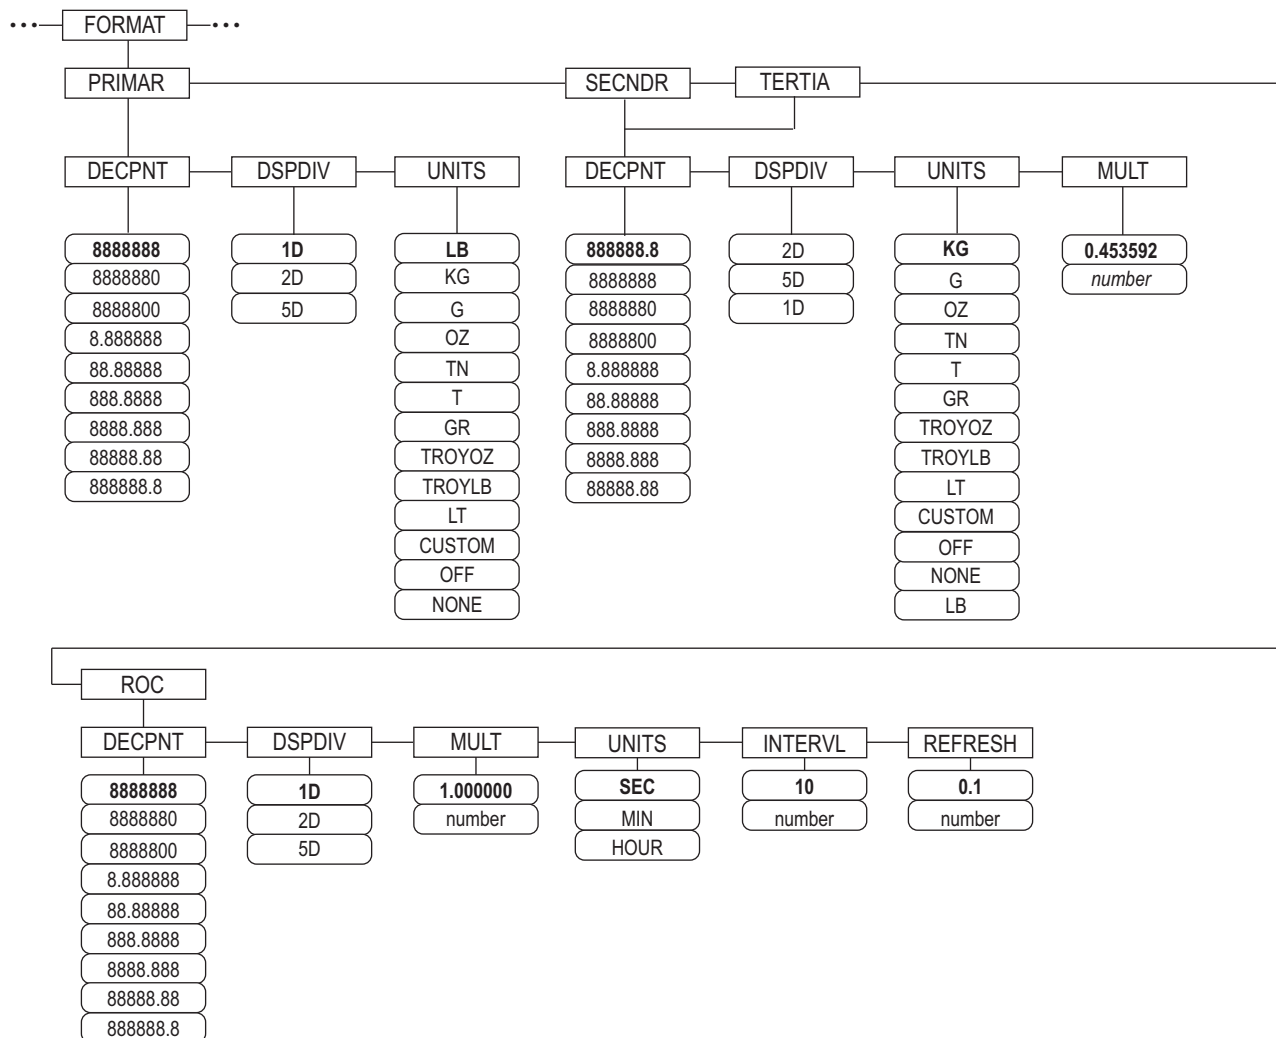 ••• FORMAT •••
PRIMAR SECNDR TERTIA
DECPNT DSPDIV UNITS DECPNT DSPDIV UNITS MULT
8888888 1D LB 888888.8 2D KG 0.453592
8888880 2D KG 8888888 5D G number
8888800 5D G 8888880 1D OZ
8.888888 OZ 8888800 TN
88.88888 TN 8.888888 T
888.8888 T 88.88888 GR
8888.888 GR 888.8888 TROYOZ
88888.88 TROYOZ 8888.888 TROYLB
888888.8 TROYLB 88888.88 LT
LT CUSTOM
CUSTOM OFF
OFF NONE
NONE LB
ROC
DECPNT DSPDIV MULT UNITS INTERVL REFRESH
8888888 1D 1.000000 SEC 10 0.1
8888880 2D number MIN number number
8888800 5D HOUR
8.888888
88.88888
888.8888
8888.888
88888.88
888888.8